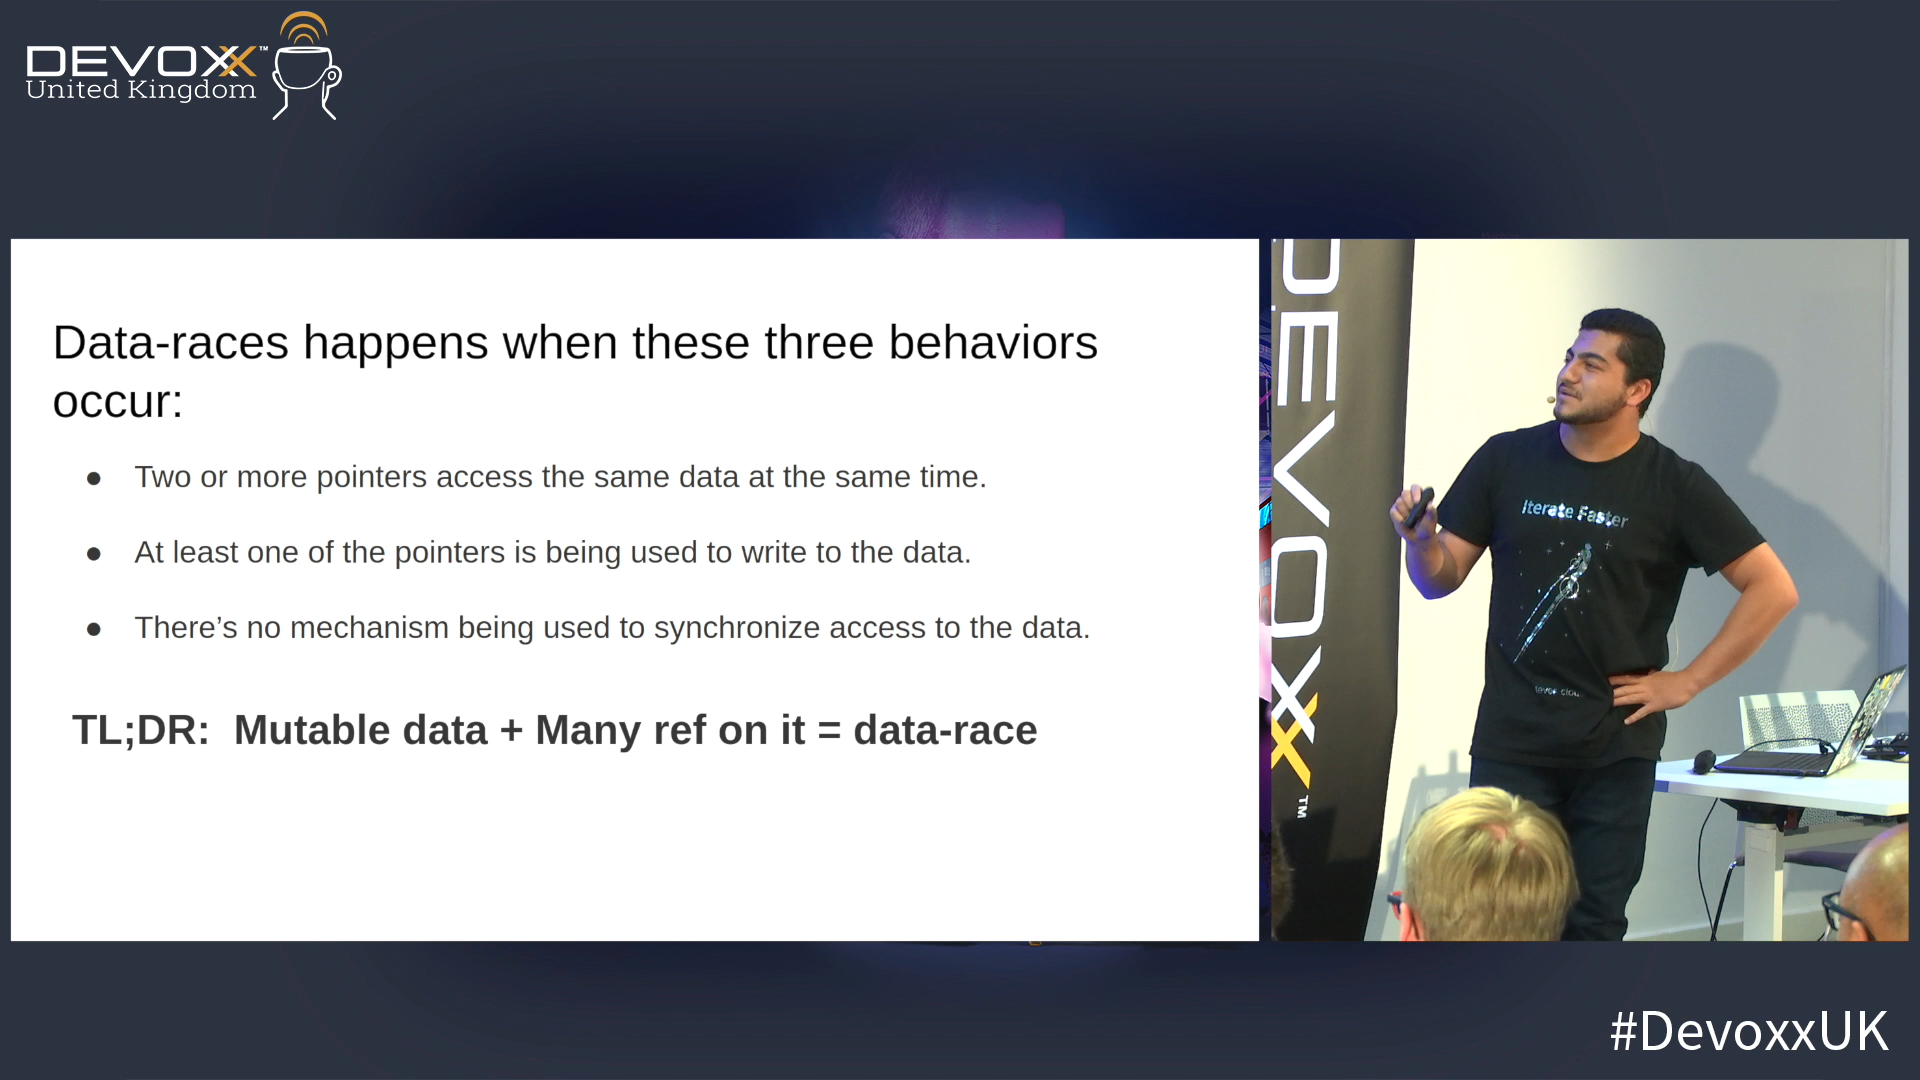 DEVOXX™
United Kingdom
Data-races happens when these three behaviors
occur:
● Two or more pointers access the same data at the same time.
● At least one of the pointers is being used to write to the data.
● There’s no mechanism being used to synchronize access to the data.
TL;DR: Mutable data + Many ref on it = data-race
DEVOXX™
Iterate Faster
clever cloud
#DevoxxUK